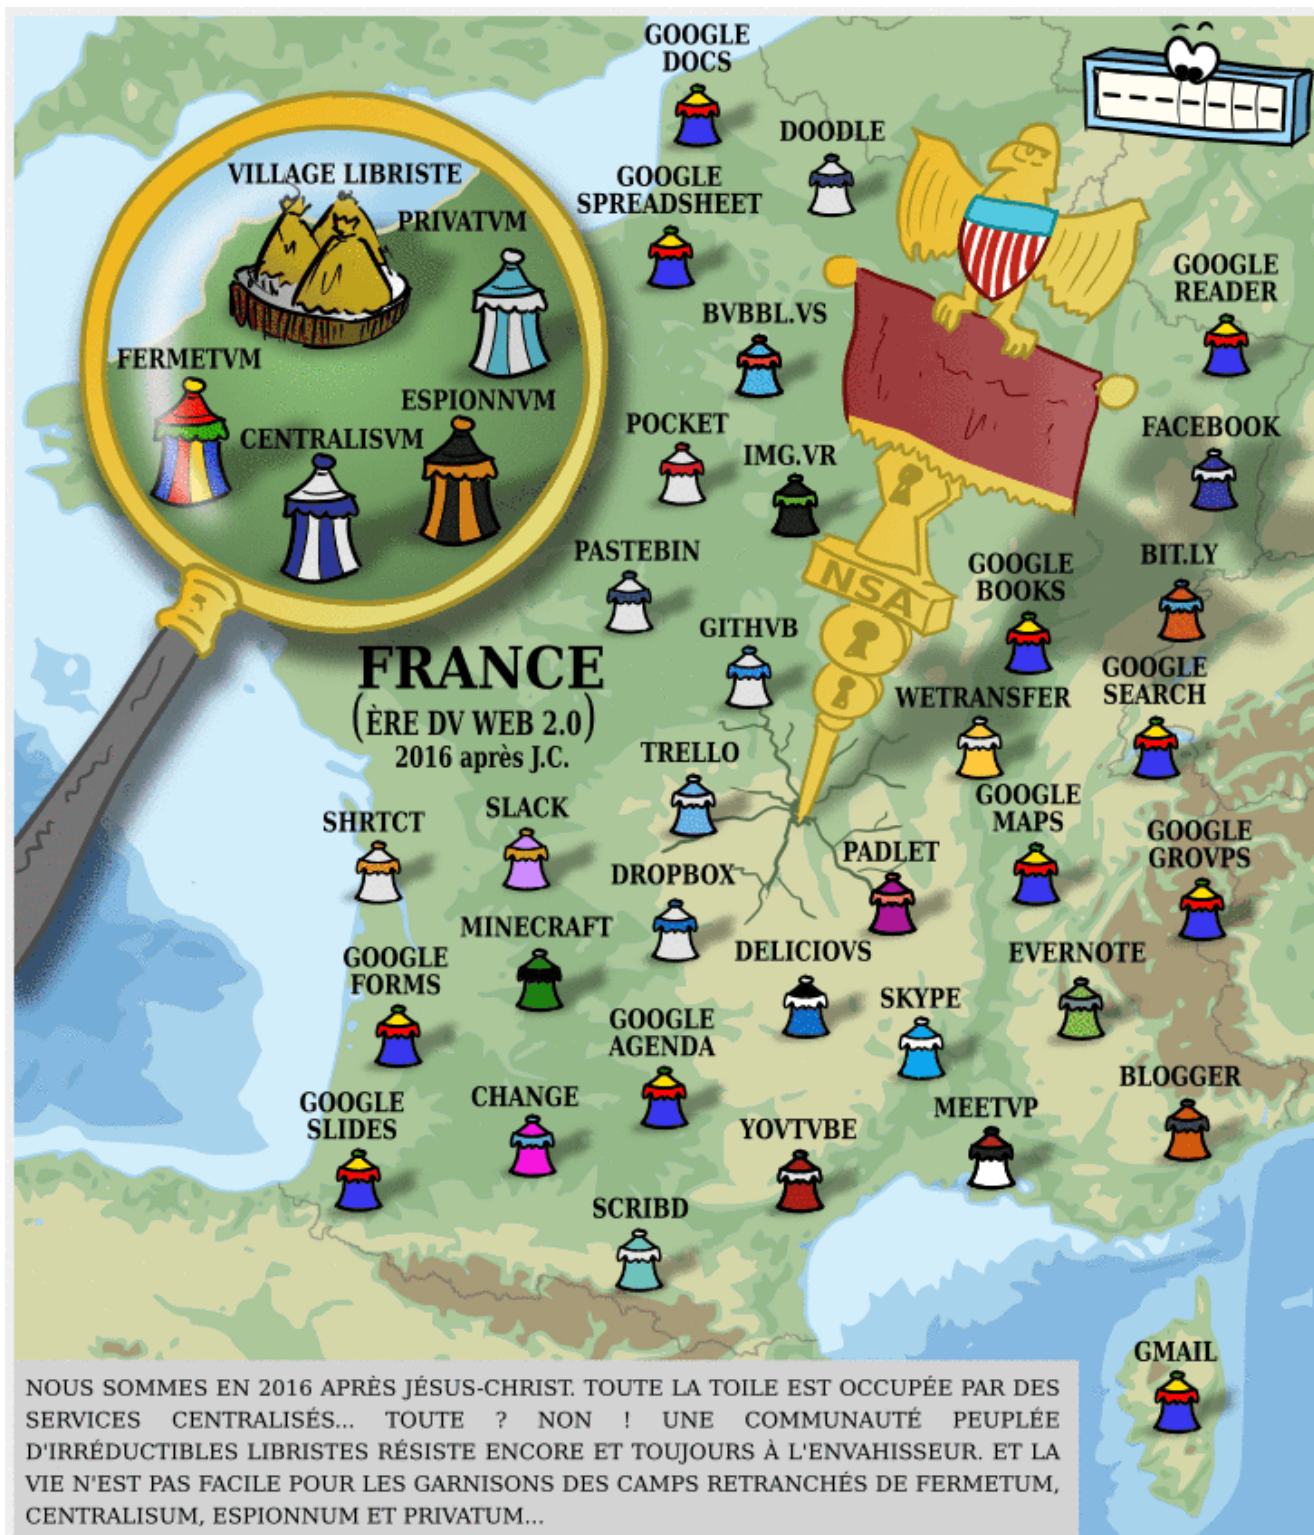 GOOGLE
DOCS
DOODLE
VILLAGE LIBRISTE
GOOGLE
SPREADSHEET
PRIVATVM
GOOGLE
READER
BVBBL.VS
FERMETVM
ESPIONNVM
CENTRALISVM
POCKET
IMG.VR
FACEBOOK
PASTEBIN
GOOGLE
BOOKS
BIT.LY
NSA
GITHVB
FRANCE
(ÈRE DV WEB 2.0)
2016 après J.C.
GOOGLE
SEARCH
WETRANSFER
TRELLO
SHRTCT
SLACK
GOOGLE
MAPS
GOOGLE
GROVPS
PADLET
DROPBOX
MINECRAFT
DELICIOVS
EVERNOTE
GOOGLE
FORMS
SKYPE
GOOGLE
AGENDA
BLOGGER
GOOGLE
SLIDES
CHANGE
MEETVP
YOVTVBE
SCRIBD
GMAIL
NOUS SOMMES EN 2016 APRÈS JÉSUS-CHRIST. TOUTE LA TOILE EST OCCUPÉE PAR DES
SERVICES CENTRALISÉS... TOUTE ? NON ! UNE COMMUNAUTÉ PEUPLÉE
D'IRRÉDUCTIBLES LIBRISTES RÉSISTE ENCORE ET TOUJOURS À L'ENVAHISSEUR. ET LA
VIE N'EST PAS FACILE POUR LES GARNISONS DES CAMPS RETRANCHÉS DE FERMETUM,
CENTRALISUM, ESPIONNUM ET PRIVATUM...